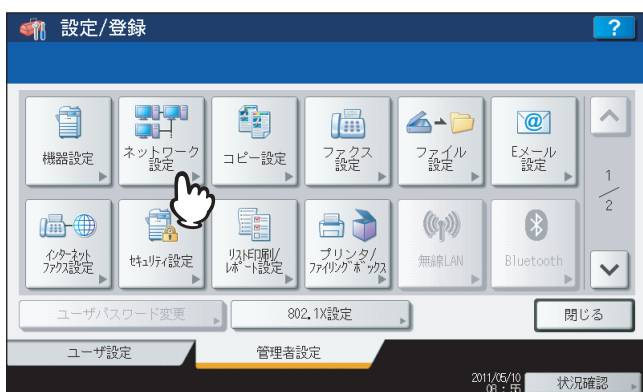 設定/登録
?
機器設定
ネットワーク
設定
コピー設定
ファクス
設定
ファイル
設定
Eメール
設定
1
2
インターネット
ファクス設定
セキュリティ設定
リスト印刷/
レポート設定
プリンタ/
ファイリングボックス
無線LAN
Bluetooth
ユーザパスワード変更
802.1X設定
閉じる
ユーザ設定
管理者設定
2011/05/10
08:55
状況確認